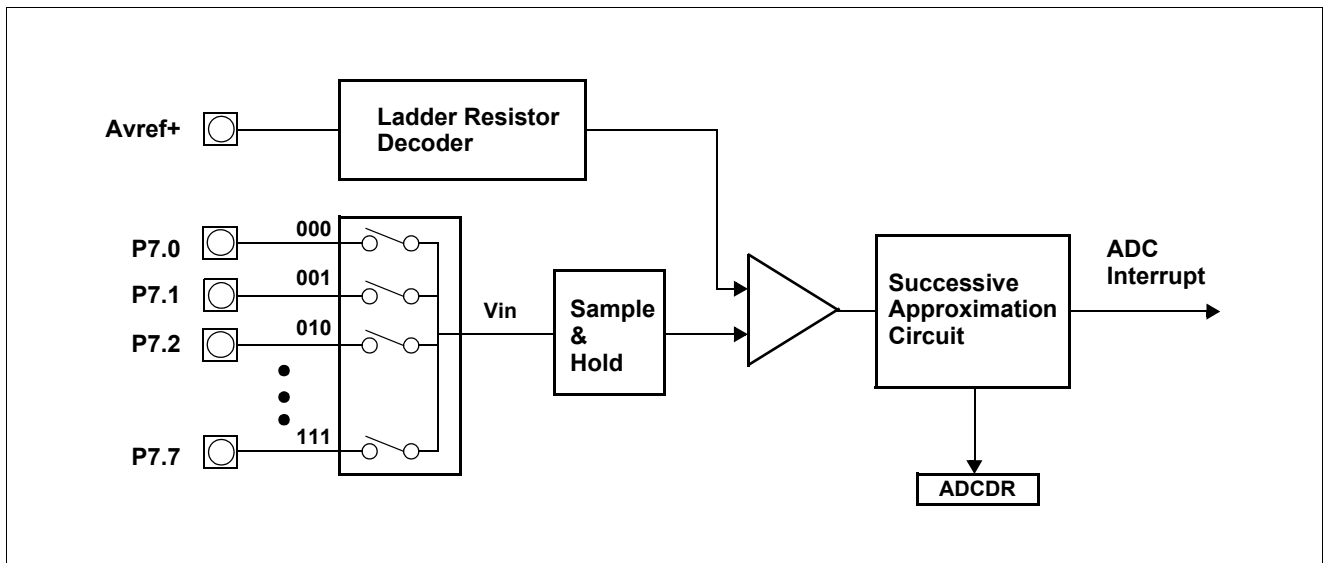 Avref+
Ladder Resistor
Decoder
P7.0
000
P7.1
001
P7.2
010
P7.7
111
Vin
Sample
&
Hold
Successive
Approximation
Circuit
ADC
Interrupt
ADCDR